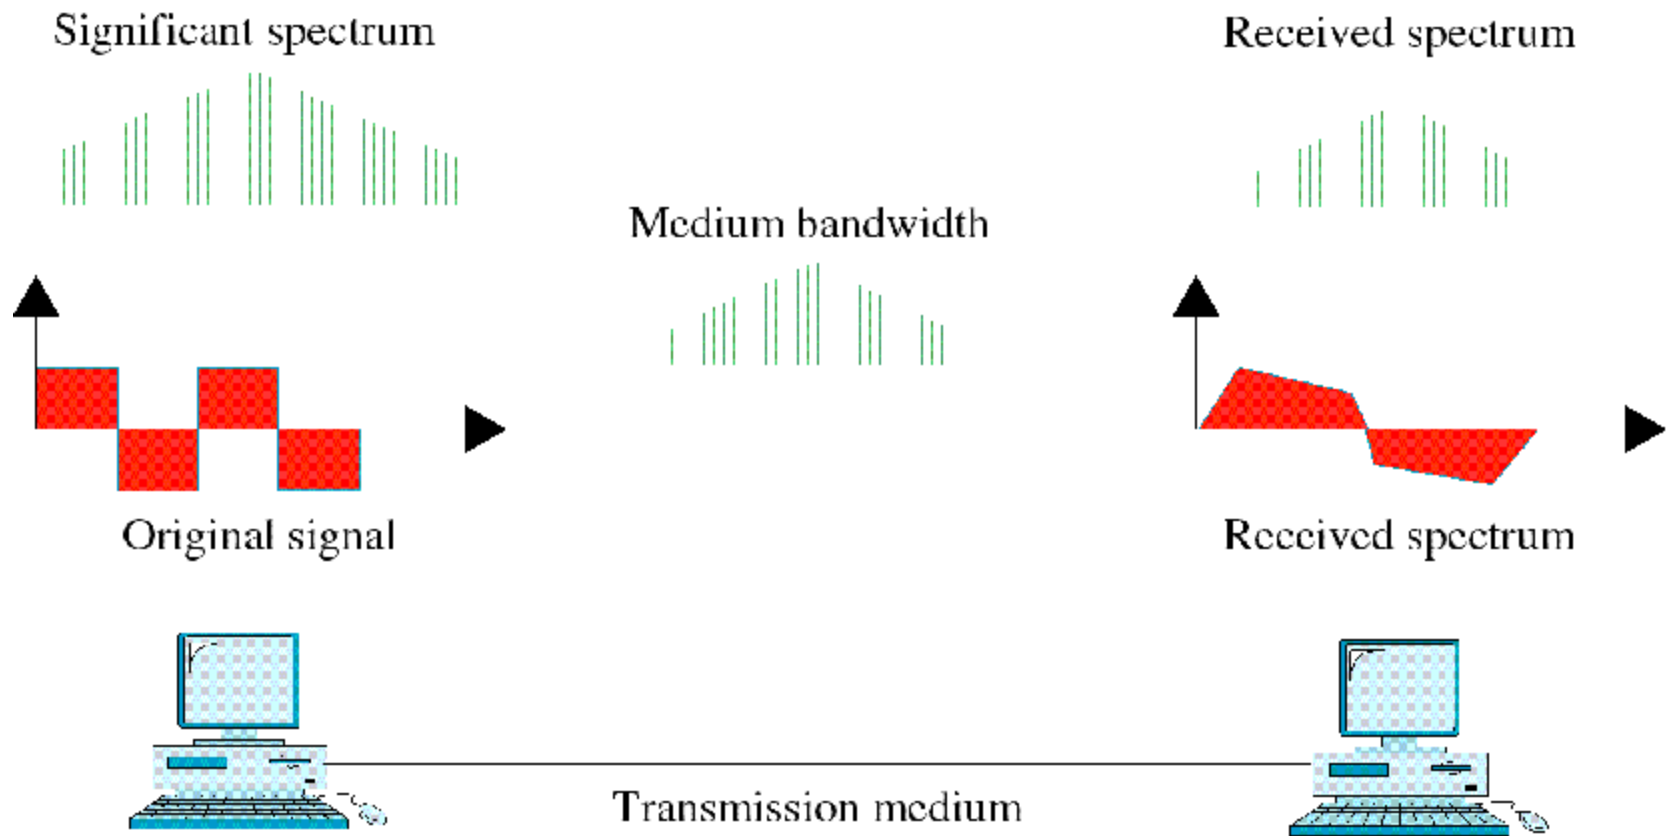 Significant spectrum
Received spectrum
Medium bandwidth
Original signal
Received spectrum
Transmission medium